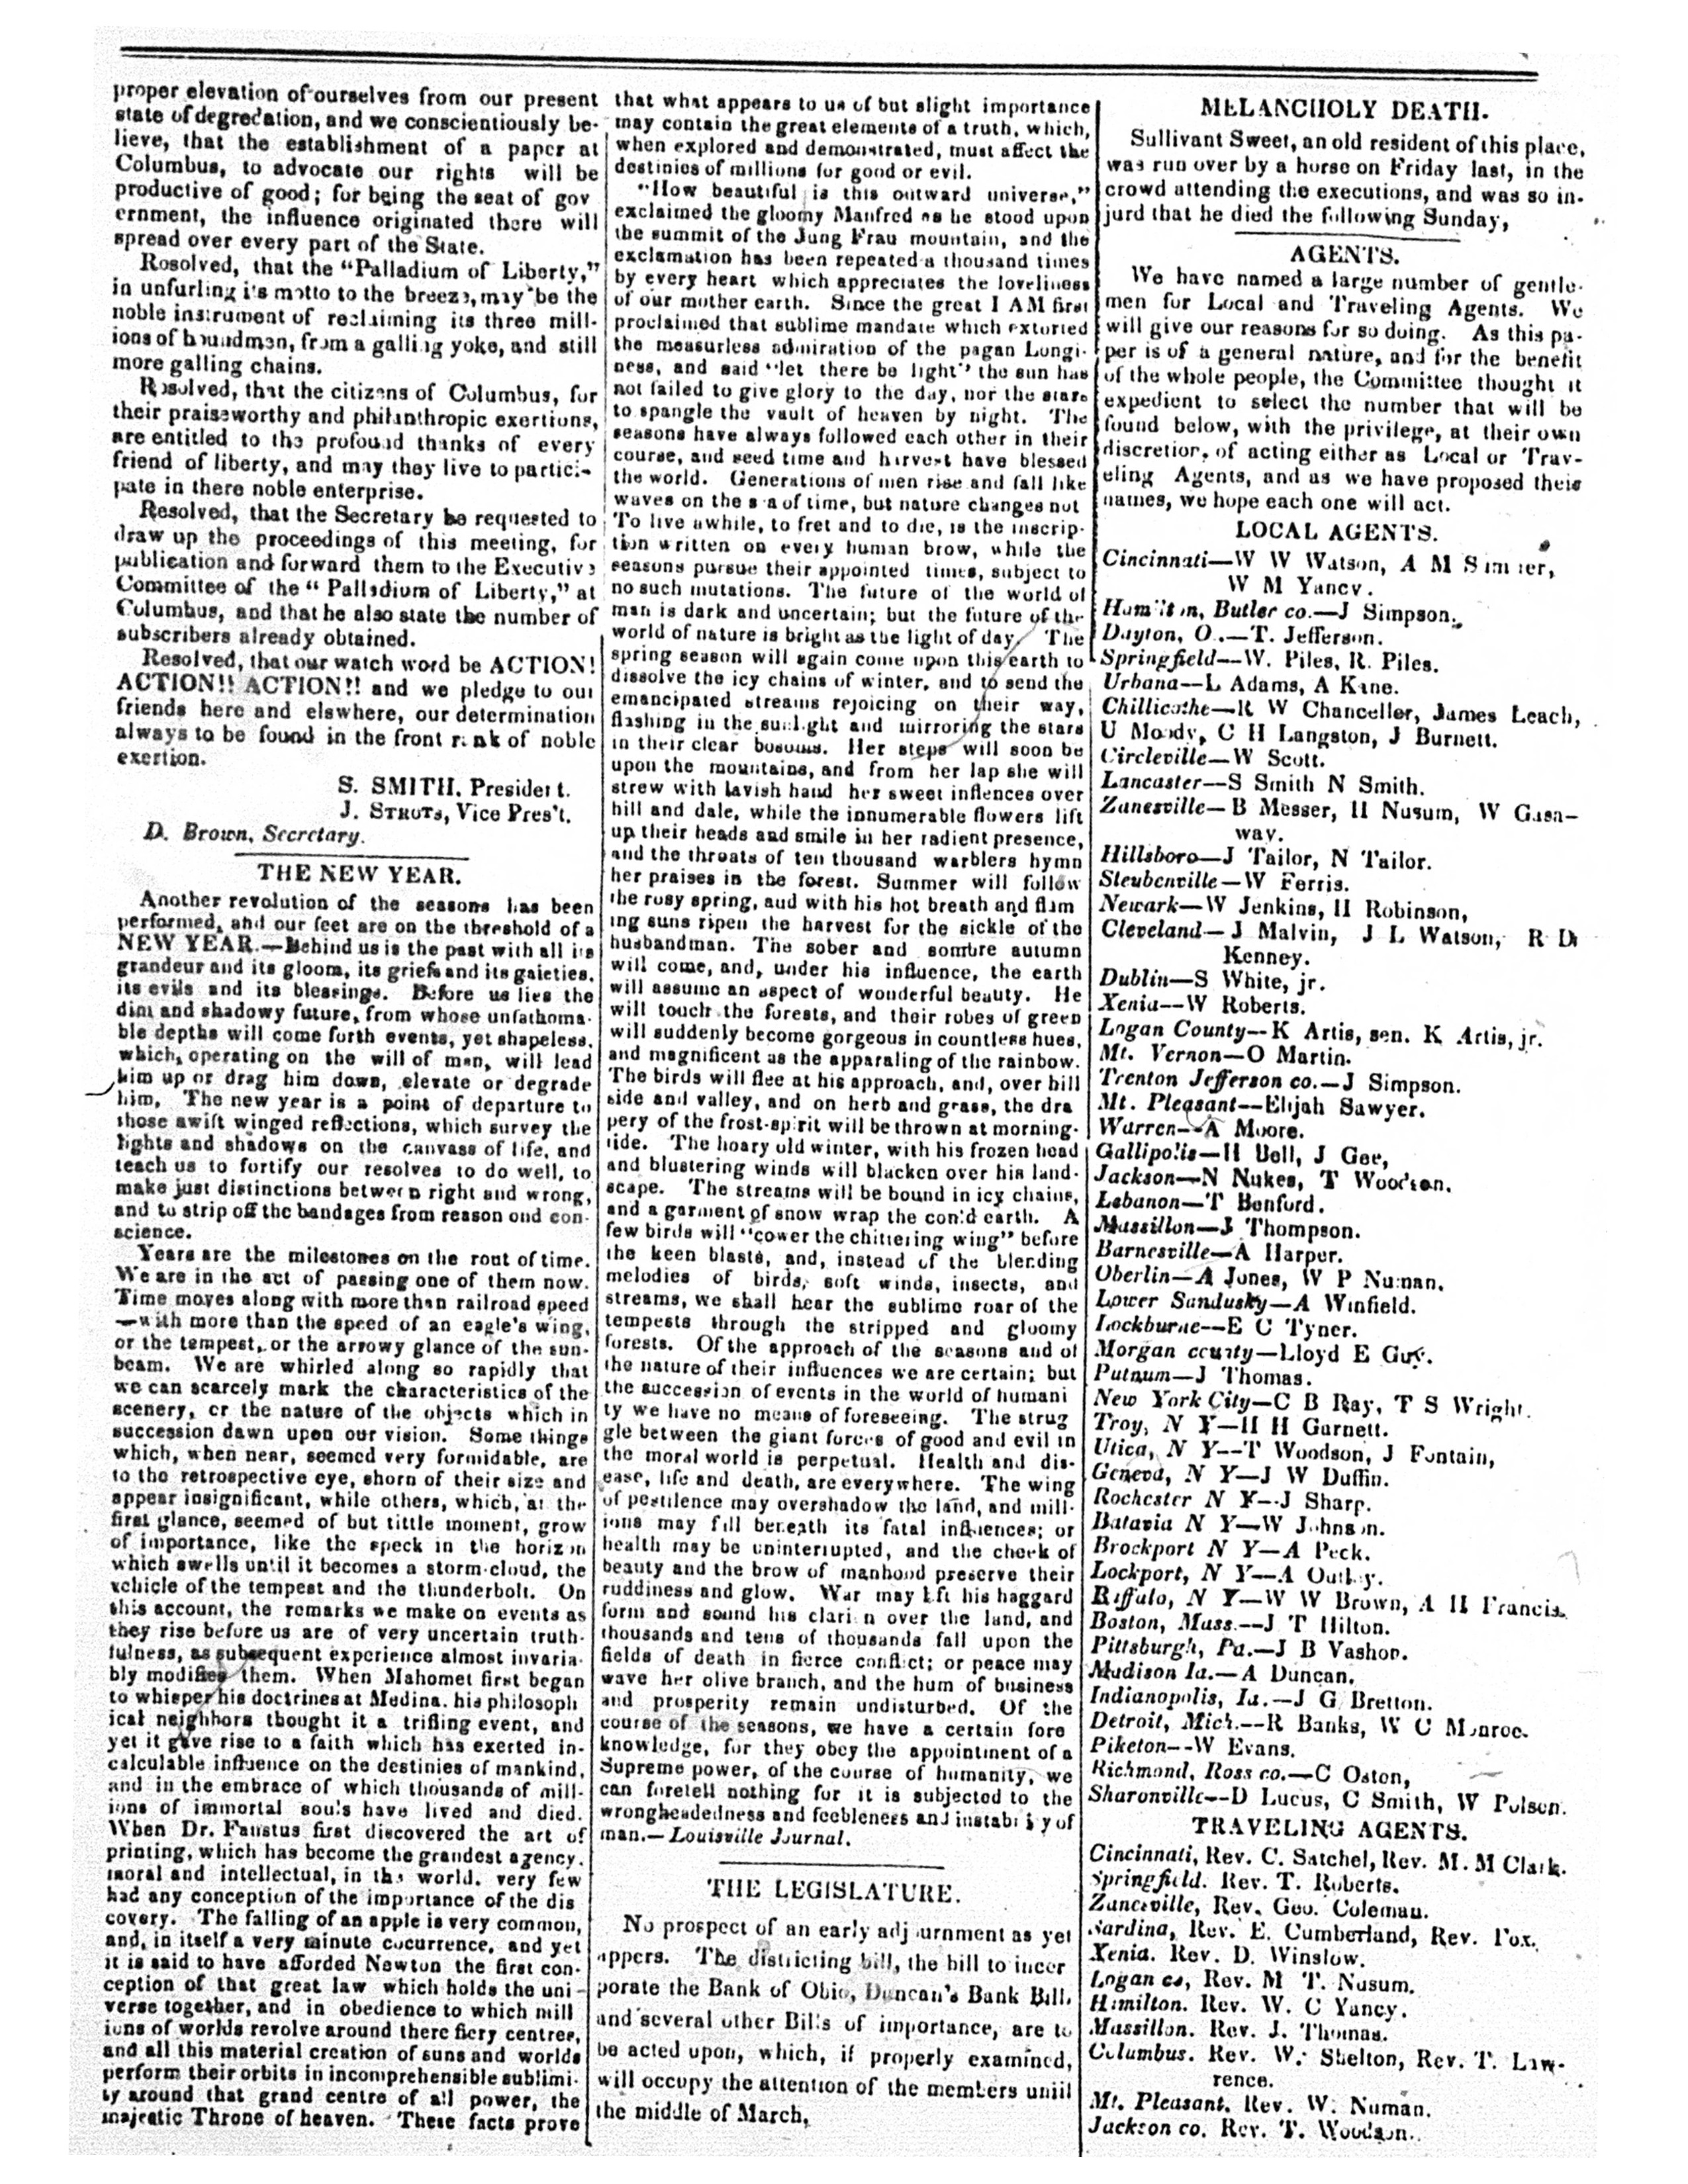 proper elevation of ourselves from our present
state of degredation, and we conscientiously be-
lieve, that the establishment of a paper at
Columbus, to advocate our rights will be
productive of good; for being the seat of gov
ernment, the influence originated there will
spread over every part of the State.
Rosolved, that the "Palladium of Liberty,"
in unfurling i's motto to the breeze, may be the
noble instrument of reclaiming its three mill-
ions of boundmen, from a galling yoke, and still
more galling chains.
Resolved, that the citizens of Columbus, for
their praiseworthy and philanthropic exertions,
are entitled to the profound thanks of every
friend of liberty, and may they live to partici-
pate in there noble enterprise.
Resolved, that the Secretary be requested to
draw up the proceedings of this meeting, for
publication and forward them to the Executive
Committee of the "Palladium of Liberty," at
Columbus, and that he also state the number of
subscribers already obtained.
Resolved, that our watch word be ACTION!
ACTION!! ACTION!! and we pledge to our
friends here and elswhere, our determination
always to be found in the front rank of noble
exertion.
S. SMITH, President.
J. STROTS, Vice Pres't.
D. Brown, Secretary.
THE NEW YEAR.
Another revolution of the seasons has been
performed, and our feet are on the threshold of a
NEW YEAR.—Behind us is the past with all its
grandeur and its gloom, its griefs and its gaieties,
its evils and its blessings. Before us lies the
dim and shadowy future, from whose unfathoma-
ble depths will come forth events, yet shapeless,
which, operating on the will of man, will lead
him up or drag him down, elevate or degrade
him. The new year is a point of departure to
those swift winged reflections, which survey the
lights and shadows on the canvass of life, and
teach us to fortify our resolves to do well, to
make just distinctions between right and wrong,
and to strip off the bandages from reason ond con-
science.
Years are the milestones on the rout of time.
We are in the act of passing one of them now.
Time moves along with more than railroad speed
—with more than the speed of an eagle's wing,
or the tempest, or the arrowy glance of the sun-
beam. We are whirled along so rapidly that
we can scarcely mark the characteristics of the
scenery, or the nature of the objects which in
succession dawn upon our vision. Some things
which, when near, seemed very formidable, are
to the retrospective eye, shorn of their size and
appear insignificant, while others, which, at the
first glance, seemed of but tittle moment, grow
of importance, like the speck in the horizon
which swells until it becomes a storm-cloud, the
vehicle of the tempest and the thunderbolt. On
this account, the remarks we make on events as
they rise before us are of very uncertain truth-
fulness, as subsequent experience almost invaria-
bly modifies them. When Mahomet first began
to whisper his doctrines at Medina, his philosoph
ical neighbors thought it a trifling event, and
yet it gave rise to a faith which has exerted in-
calculable influence on the destinies of mankind,
and in the embrace of which thousands of mill-
ions of immortal souls have lived and died.
When Dr. Faustus first discovered the art of
printing, which has become the grandest agency,
moral and intellectual, in the world, very few
had any conception of the importance of the dis
covery. The falling of an apple is very common,
and, in itself a very minute cucurrence, and yet
it is said to have afforded Newton the first con-
ception of that great law which holds the uni-
verse together, and in obedience to which mill
ions of worlds revolve around there fiery centres,
and all this material creation of suns and worlds
perform their orbits in incomprehensible sublimi-
ty around that grand centre of all power, the
majestic Throne of heaven. These facts prove
that what appears to us of but slight importance
may contain the great elements of a truth, which,
when explored and demonstrated, must affect the
destinies of millions for good or evil.
"How beautiful is this outward universe,"
exclaimed the gloomy Manfred as he stood upon
the summit of the Jung Frau mountain, and the
exclamation has been repeated a thousand times
by every heart which appreciates the loveliness
of our mother earth. Since the great I AM first
proclaimed that sublime mandate which extorted
the measurless admiration of the pagan Longi-
ness, and said "let there be light" the sun has
not failed to give glory to the day, nor the stars
to spangle the vault of heaven by night. The
seasons have always followed each other in their
course, and seed time and harvest have blessed
the world. Generations of men rise and fall like
waves on the s a of time, but nature changes not
To live awhile, to fret and to die, is the inscrip-
tion written on every human brow, while the
seasons pursue their appointed times, subject to
no such mutations. The future of the world of
man is dark and uncertain; but the future of the
world of nature is bright as the light of day. The
spring season will again come upon this earth to
dissolve the icy chains of winter, and to send the
emancipated streams rejoicing on their way,
flashing in the sunlight and mirroring the stars
in their clear bosoms. Her steps will soon be
upon the mountains, and from her lap she will
strew with lavish hand her sweet inflences over
hill and dale, while the innumerable flowers lift
up their heads and smile in her radient presence,
and the throats of ten thousand warblers hymn
her praises in the forest. Summer will follow
the rosy spring, aud with his hot breath and flam
ing suns ripen the harvest for the sickle of the
husbandman. The sober and sombre autumn
will come, and, under his influence, the earth
will assume an aspect of wonderful beauty. He
will touch the forests, and their robes of green
will suddenly become gorgeous in countless hues,
and magnificent as the apparaling of the rainbow.
The birds will flee at his approach, and, over hill
side and valley, and on herb and grass, the dra
pery of the frost-spirit will be thrown at morning-
tide. The hoary old winter, with his frozen head
and blustering winds will blacken over his land-
scape. The streams will be bound in icy chains,
and a garment of snow wrap the con'd earth. A
few birds will "cower the chittering wing" before
the keen blasts, and, instead of the blending
melodies of birds, soft winds, insects, and
streams, we shall hear the sublime roar of the
tempests through the stripped and gloomy
forests. Of the approach of the seasons and of
the nature of their influences we are certain; but
the succession of events in the world of humani
ty we have no means of foreseeing. The strug
gle between the giant forces of good and evil in
the moral world is perpetual. Health and dis-
ease, life and death, are everywhere. The wing
of pestilence may overshadow the land, and mill-
ions may fall beneath its fatal influences; or
health may be uninterrupted, and the cheek of
beauty and the brow of manhood preserve their
ruddiness and glow. War may lift his haggard
form and sound his clarion over the land, and
thousands and tens of thousands fall upon the
fields of death in fierce conflict; or peace may
wave her olive branch, and the hum of business
and prosperity remain undisturbed. Of the
course of the seasons, we have a certain fore
knowledge, for they obey the appointment of a
Supreme power, of the course of humanity, we
can foretell nothing for it is subjected to the
wrongheadedness and feebleness and instability of
man.—Louisville Journal.
THE LEGISLATURE.
No prospect of an early adjournment as yet
appers. The districting bill, the bill to incor
porate the Bank of Ohio, Duncan's Bank Bill,
and several other Bills of importance, are to
be acted upon, which, if properly examined,
will occupy the attention of the members uniil
the middle of March,
MELANCHOLY DEATH.
Sullivant Sweet, an old resident of this place,
was run over by a horse on Friday last, in the
crowd attending the executions, and was so in-
jurd that he died the following Sunday,
AGENTS.
We have named a large number of gentle-
men for Local and Traveling Agents. We
will give our reasons for so doing. As this pa-
per is of a general nature, and for the benefit
of the whole people, the Committee thought it
expedient to select the number that will be
found below, with the privilege, at their own
discretion, of acting either as Local or Trav-
eling Agents, and as we have proposed their
names, we hope each one will act.
LOCAL AGENTS.
Cincinnati—W W Watson, A M Sumner,
W M Yancy.
Hamilton, Butler co.—J Simpson.
Dayton, O.—T. Jefferson.
Springfield—W. Piles, R. Piles.
Urbana—L Adams, A Kane.
Chillicothe—R W Chanceller, James Leach,
U Moody, C H Langston, J Burnett.
Circleville—W Scott.
Lancaster—S Smith N Smith.
Zanesville—B Messer, H Nusum, W Gasa-
way.
Hillsboro—J Tailor, N Tailor.
Steubenville—W Ferris.
Newark—W Jenkins, H Robinson,
Cleveland—J Malvin, J L Watson, R D
Kenney.
Dublin—S White, jr.
Xenia—W Roberts.
Logan County—K Artis, sen. K Artis, jr.
Mt. Vernon—O Martin.
Trenton Jefferson co.—J Simpson.
Mt. Pleasant—Elijah Sawyer.
Warren—A Moore.
Gallipolis—H Bell, J Gee,
Jackson—N Nukes, T Woodson.
Lebanon—T Bonford.
Massillon—J Thompson.
Barnesville—A Harper.
Oberlin—A Jones, W P Numan.
Lower Sandusky—A Winfield.
Lockburne—E C Tyner.
Morgan county—Lloyd E Guy.
Putnam—J Thomas.
New York City—C B Ray, T S Wright.
Troy, N Y—H H Garnett.
Utica, N Y—T Woodson, J Fontain,
Geneva, N Y—J W Duffin.
Rochester N Y—J Sharp.
Batavia N Y—W Johnson.
Brockport N Y—A Peck.
Lockport, N Y—A
Buffalo, N Y—W W Brown, A H Francis.
Boston, Mass.—J T Hilton.
Pittsburgh, Pa.—J B Vashon.
Madison Ia.—A Duncan.
Indianopolis, Ia.—J G Bretton.
Detroit, Mich.—R Banks, W C Monroe.
Piketon—W Evans.
Richmond, Ross co.—C Oston,
Sharonville—D Lucus, C Smith, W Polson.
TRAVELING AGENTS.
Cincinnati, Rev. C. Satchel, Rev. M. M Clark.
Springfield. Rev. T. Roberts.
Zanesville, Rev. Geo. Coleman.
Sardina, Rev. E. Cumberland, Rev. Fox.
Xenia. Rev. D. Winslow.
Logan co, Rev. M T. Nusum.
Hamilton. Rev. W. C Yancy.
Massillon. Rev. J. Thomas.
Columbus. Rev. W. Shelton, Rev. T. Law-
rence.
Mt. Pleasant. Rev. W. Numan.
Jackson co. Rev. T. Woodson.